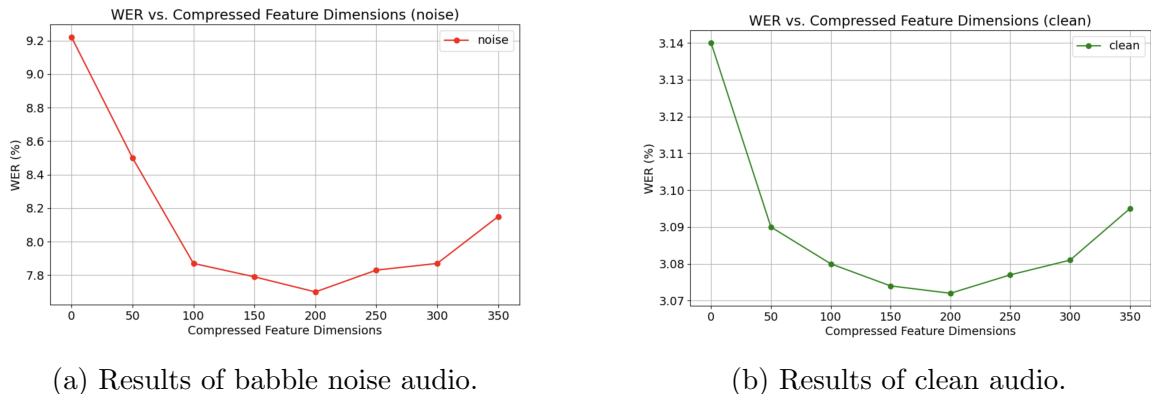 WER vs. Compressed Feature Dimensions (noise)
noise
9.2
9.0
8.8
8.6
8.4
8.2
8.0
7.8
WER (%)
0 50 100 150 200 250 300 350
Compressed Feature Dimensions
(a) Results of babble noise audio.
WER vs. Compressed Feature Dimensions (clean)
clean
3.14
3.13
3.12
3.11
3.10
3.09
3.08
3.07
WER (%)
0 50 100 150 200 250 300 350
Compressed Feature Dimensions
(b) Results of clean audio.